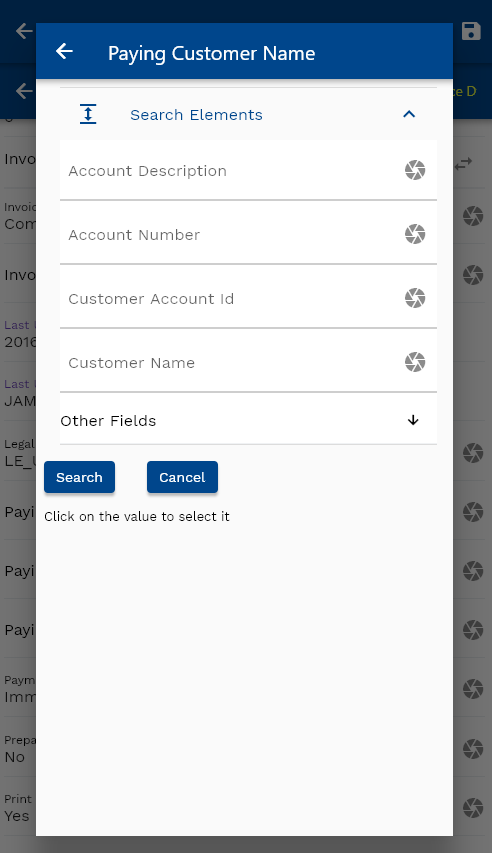 Paying Customer Name
te D
Search Elements
Invo
Account Description
Invoic
Com
Account Number
Invo
Customer Account Id
Last
2016
Customer Name
Last
JAM
Other Fields
Legal
LE_
Search
Cancel
Payi
Click on the value to select it
Payi
Payi
Paym
Imm
Prepa
No
Print
Yes